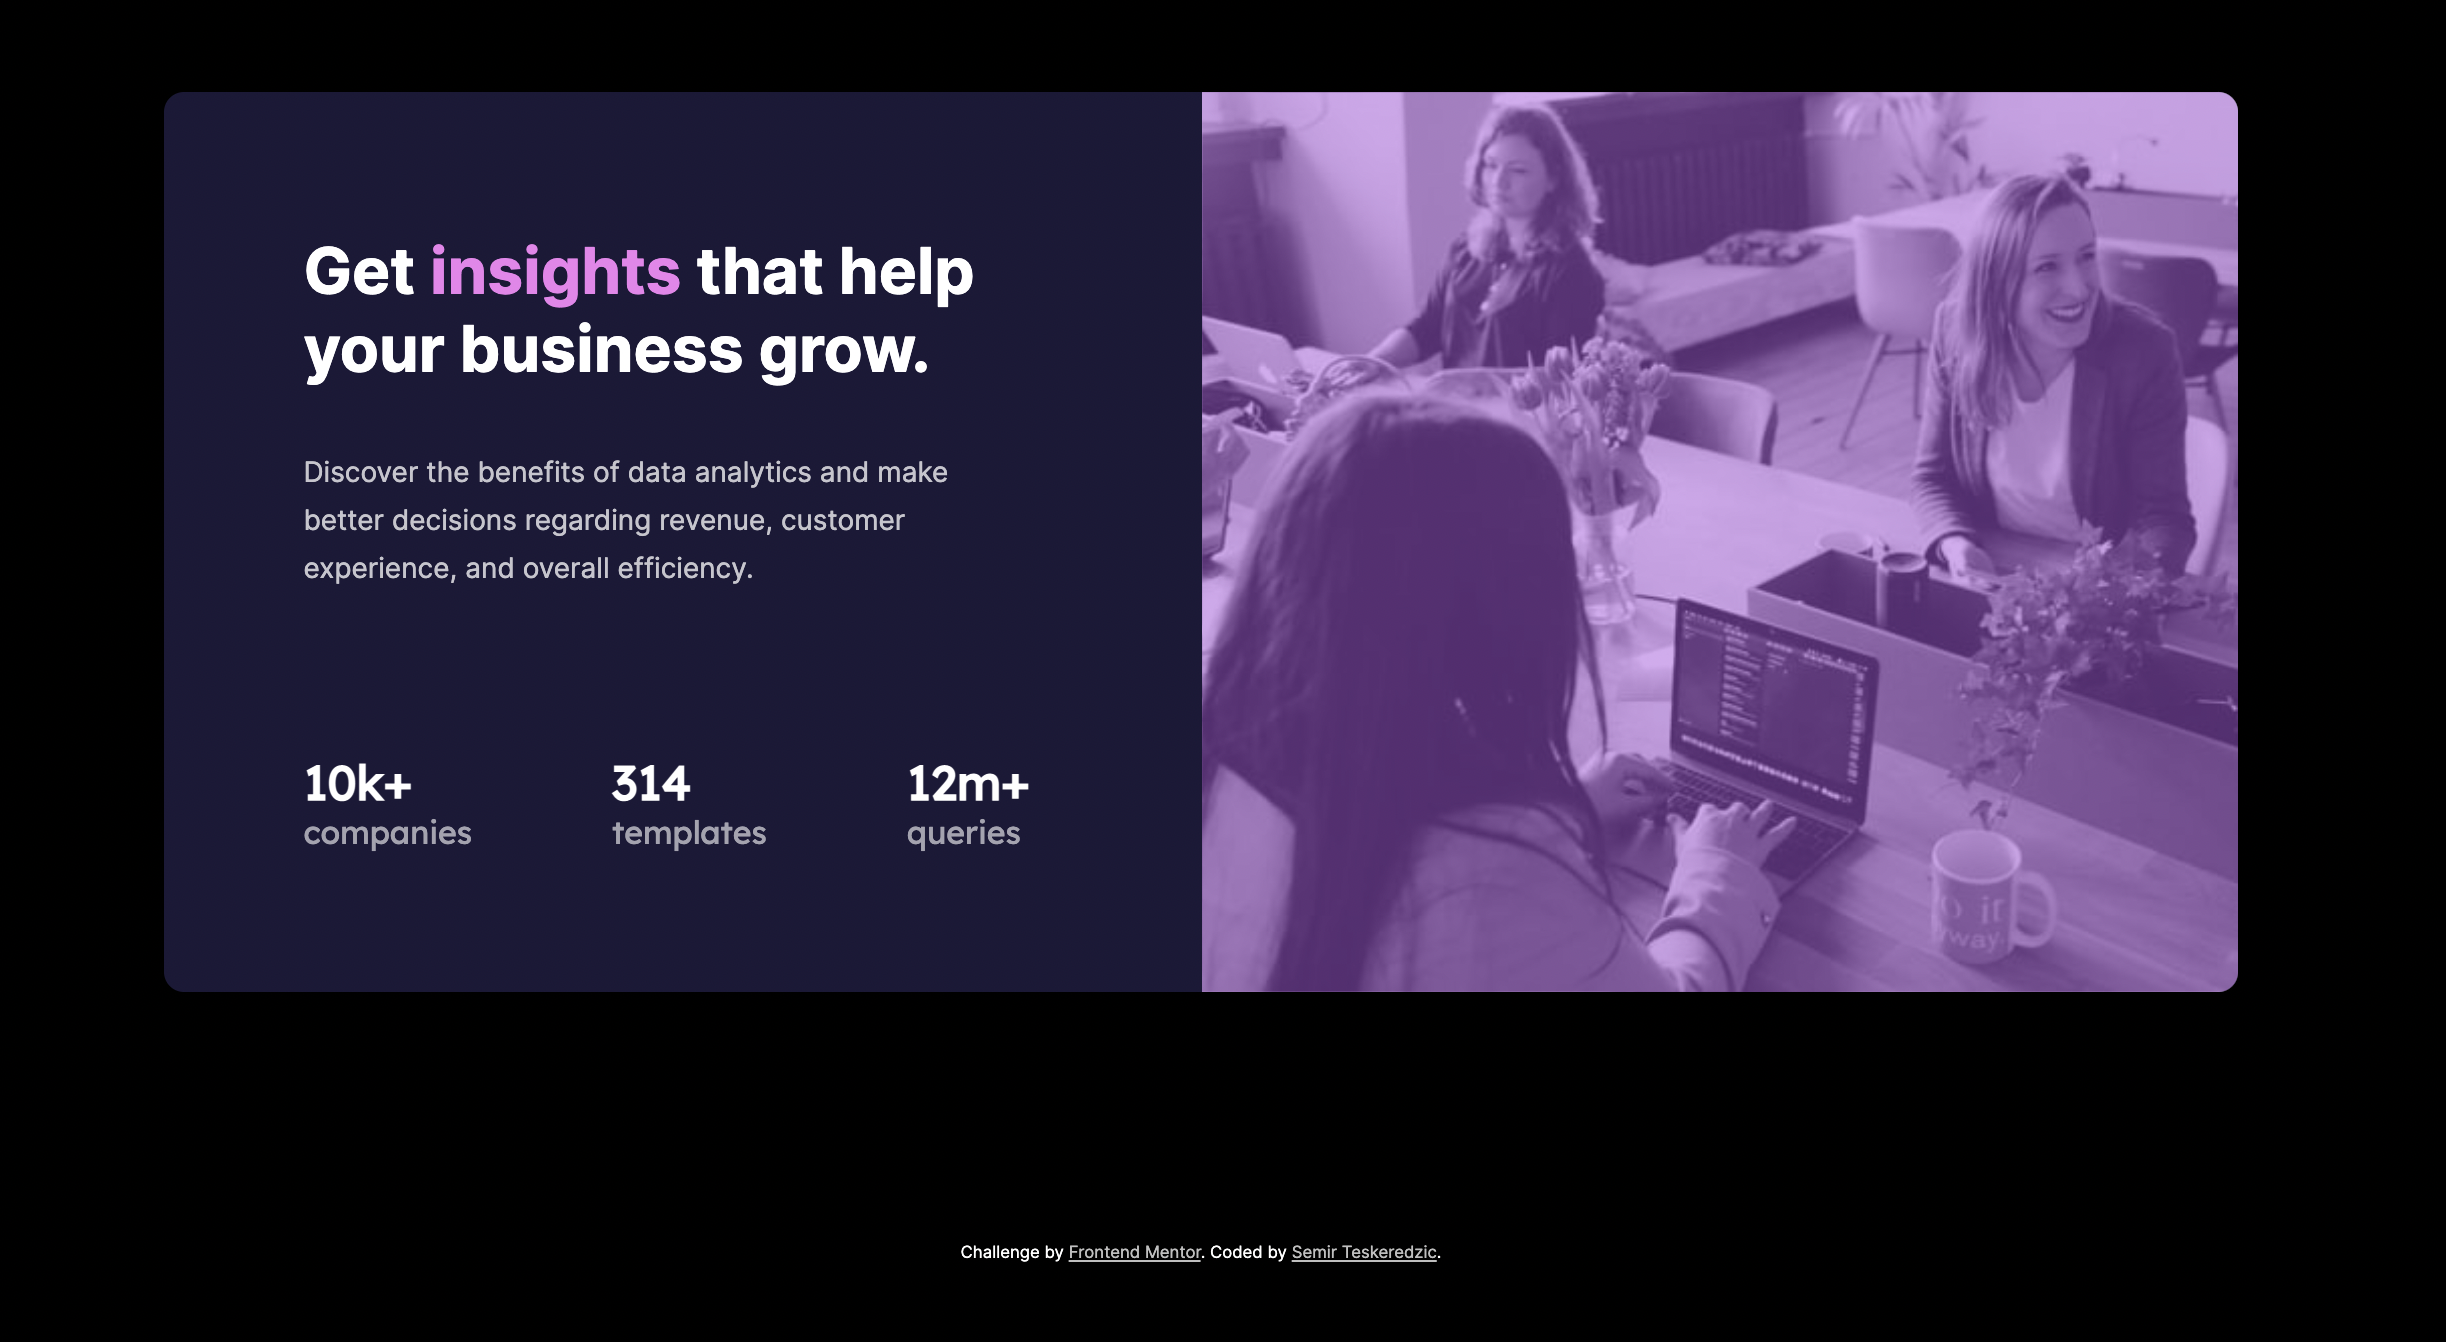 Get insights that help
your business grow.
Discover the benefits of data analytics and make
better decisions regarding revenue, customer
experience, and overall efficiency.
10k+
companies
314
templates
12m+
queries
Challenge by Frontend Mentor. Coded by Semir Teskeredzic.